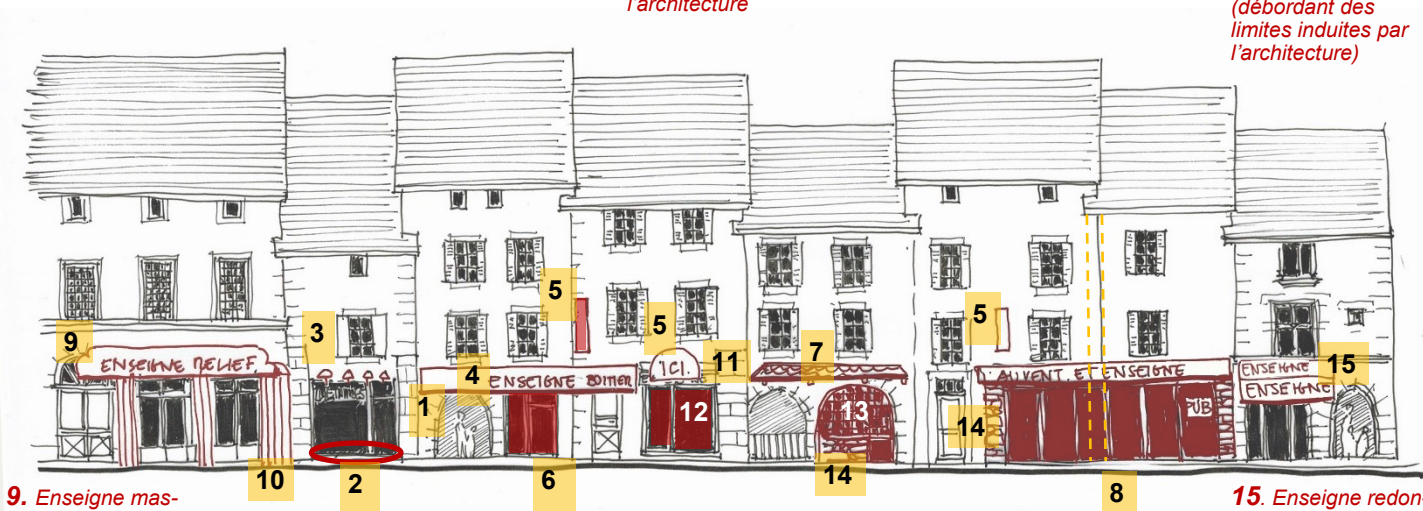 l'architecture
(débordant des
limites induites par
l'architecture)
5
5
5
3
9
7
11
15
4
ENSEIGNE RELIEF
ICI.
ENSEIGNE BOITIER
AUVENT ET ENSEIGNE
ENSEIGNE
ENSEIGNE
1
12
13
PUB
14
10
2
6
14
8
9. Enseigne mas-
15. Enseigne redon-